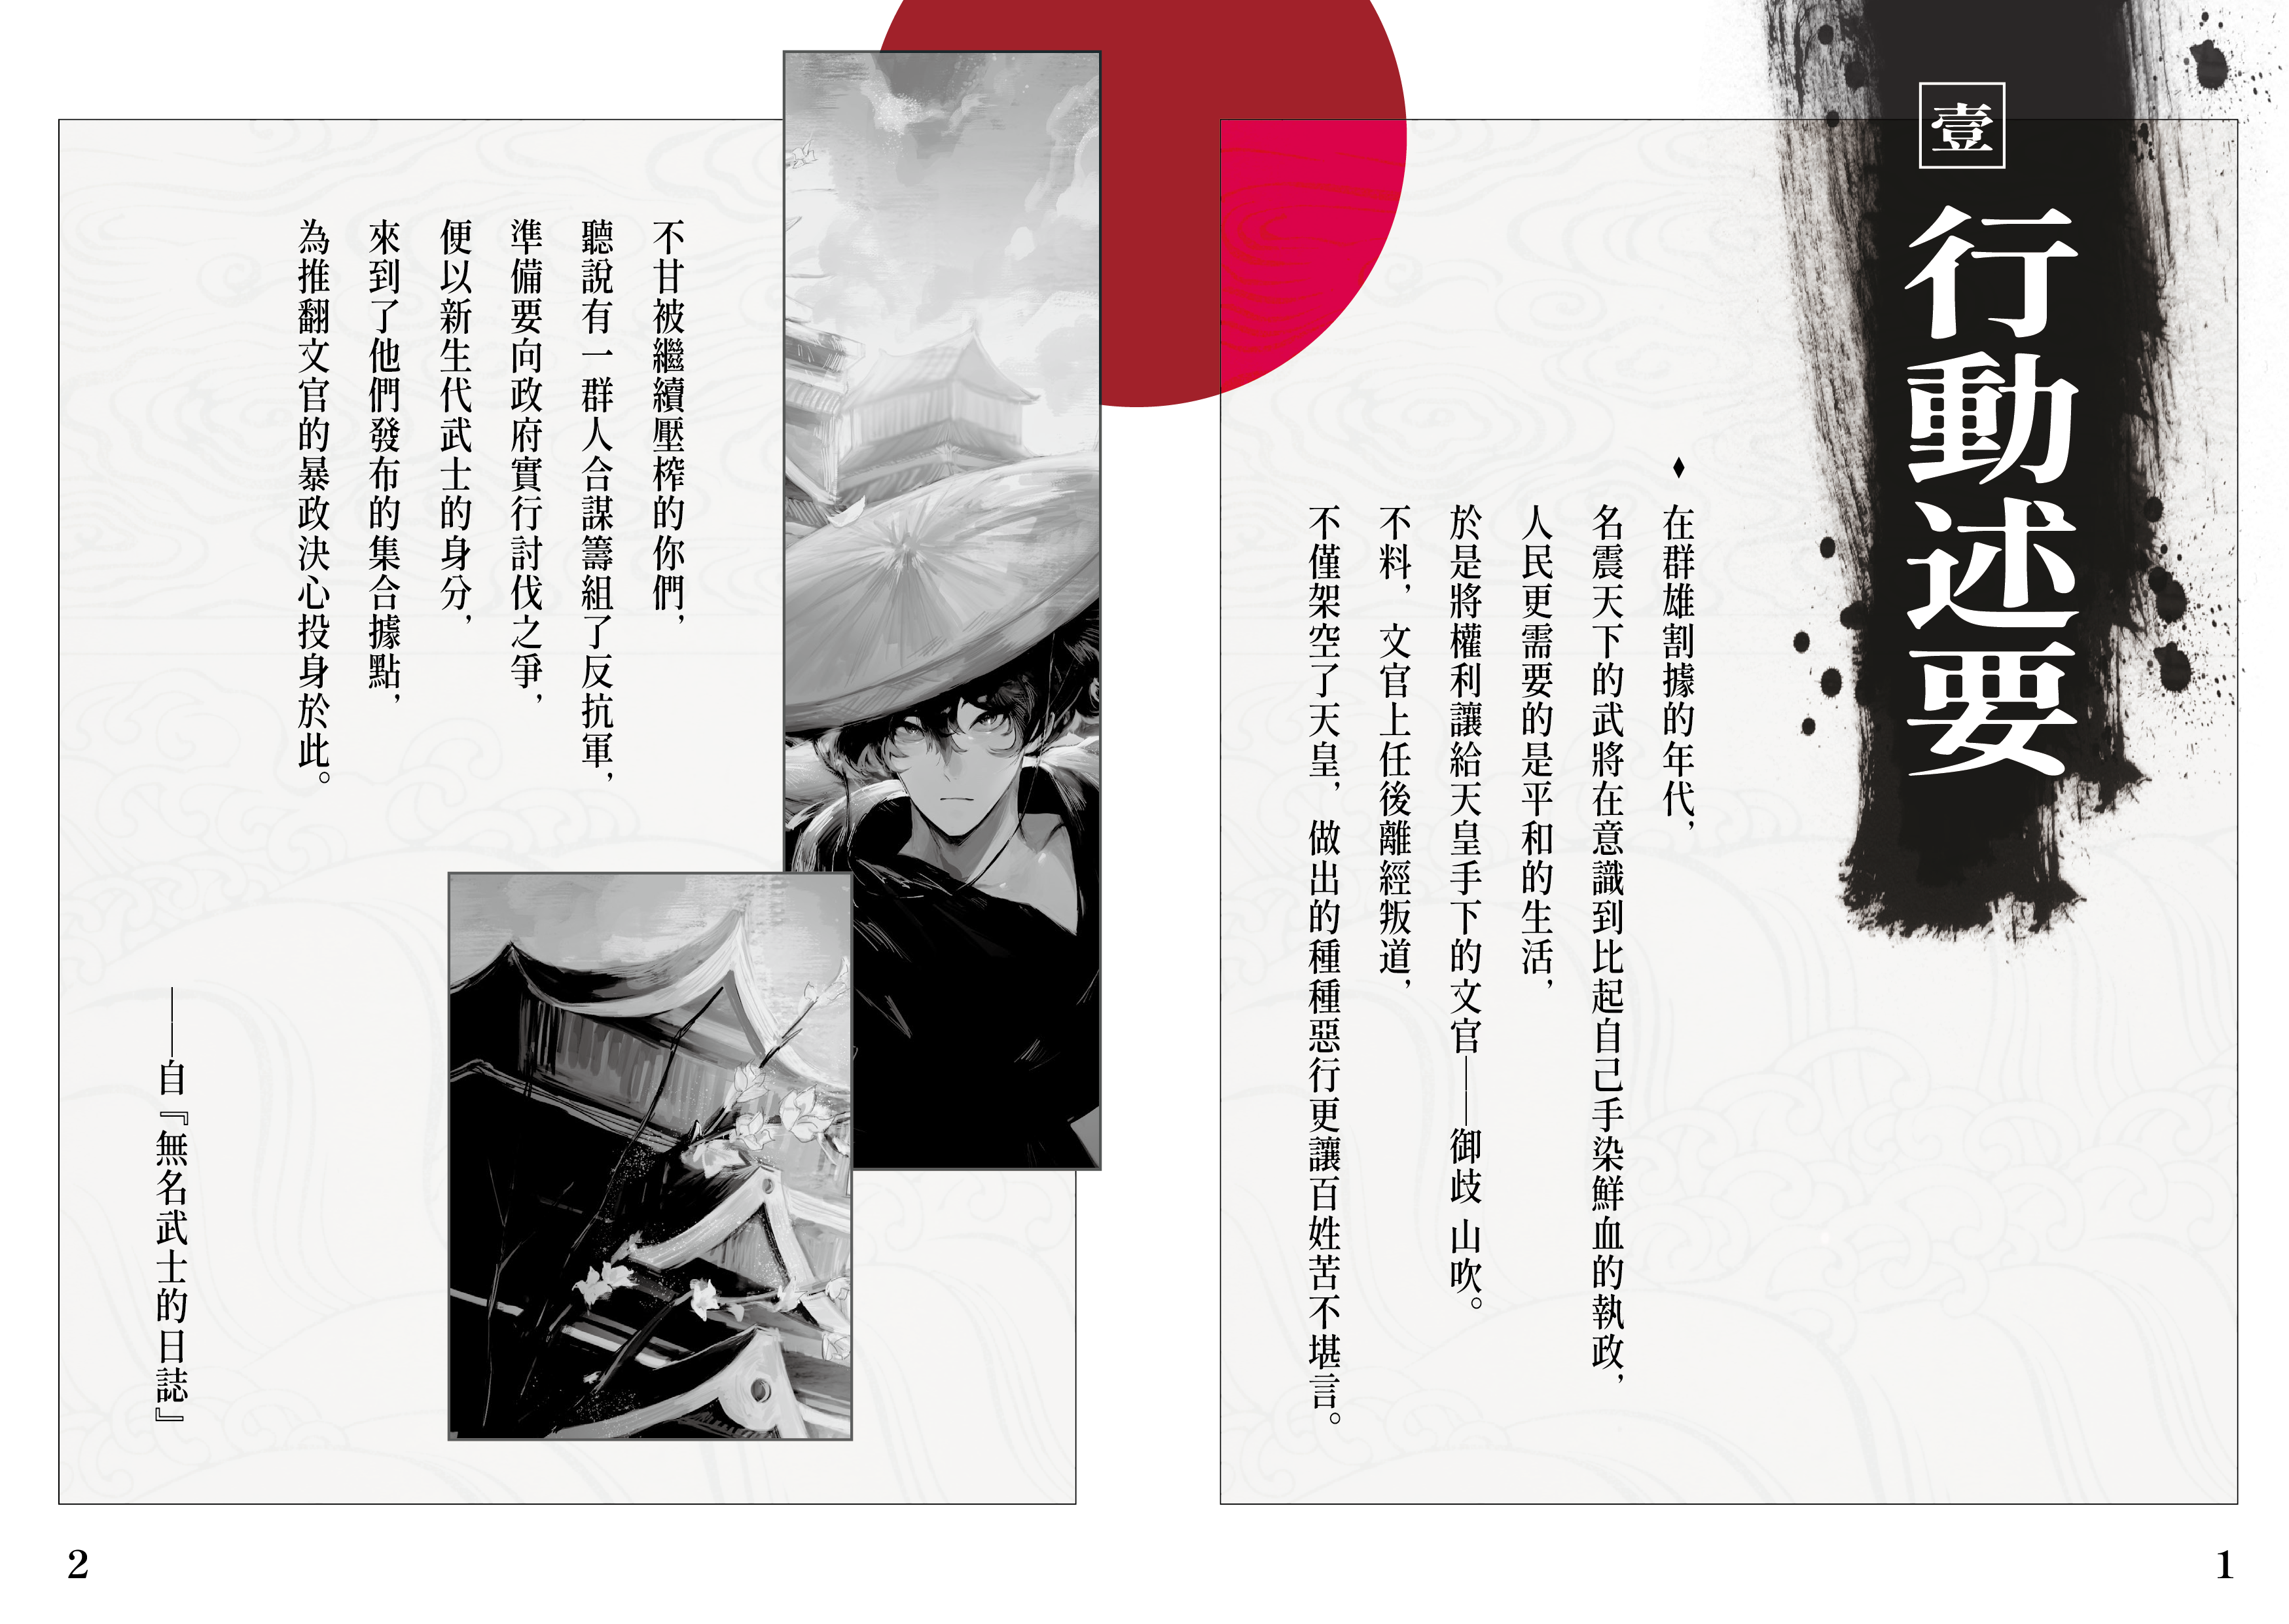 壹
行動述要
♦在群雄割據的年代，
名震天下的武將在意識到比起自己手染鮮血的執政，
人民更需要的是平和的生活，
於是將權利讓給天皇手下的文官——御歧 山吹。
不料，文官上任後離經叛道，
不僅架空了天皇，做出的種種惡行更讓百姓苦不堪言。
1
不甘被繼續壓榨的你們，
聽說有一群人合謀籌組了反抗軍，
準備要向政府實行討伐之爭，
便以新生代武士的身分，
來到了他們發布的集合據點，
為推翻文官的暴政決心投身於此。
——自『無名武士的日誌』
2